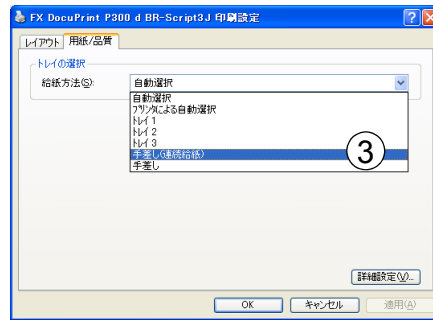 FX DocuPrint P300 d BR-Script3J 印刷設定
レイアウト 用紙/品質
トレイの選択
給紙方法(S): 自動選択
自動選択
プリンタによる自動選択
トレイ 1
トレイ 2
トレイ 3
手差し(連続給紙)
手差し
3
詳細設定(V)...
OK キャンセル 適用(A)